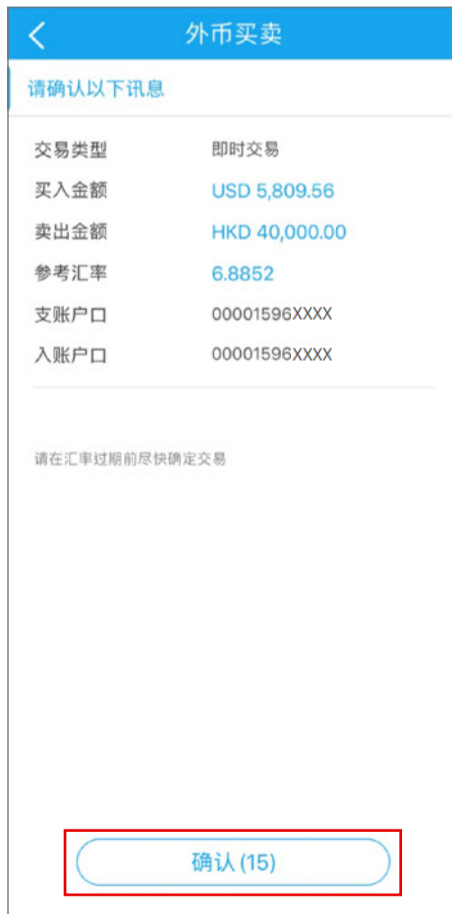 外币买卖
请确认以下讯息
交易类型 即时交易
买入金额 USD 5,809.56
卖出金额 HKD 40,000.00
参考汇率 6.8852
支账户口 00001596XXXX
入账户口 00001596XXXX
请在汇率过期前尽快确定交易
确认(15)